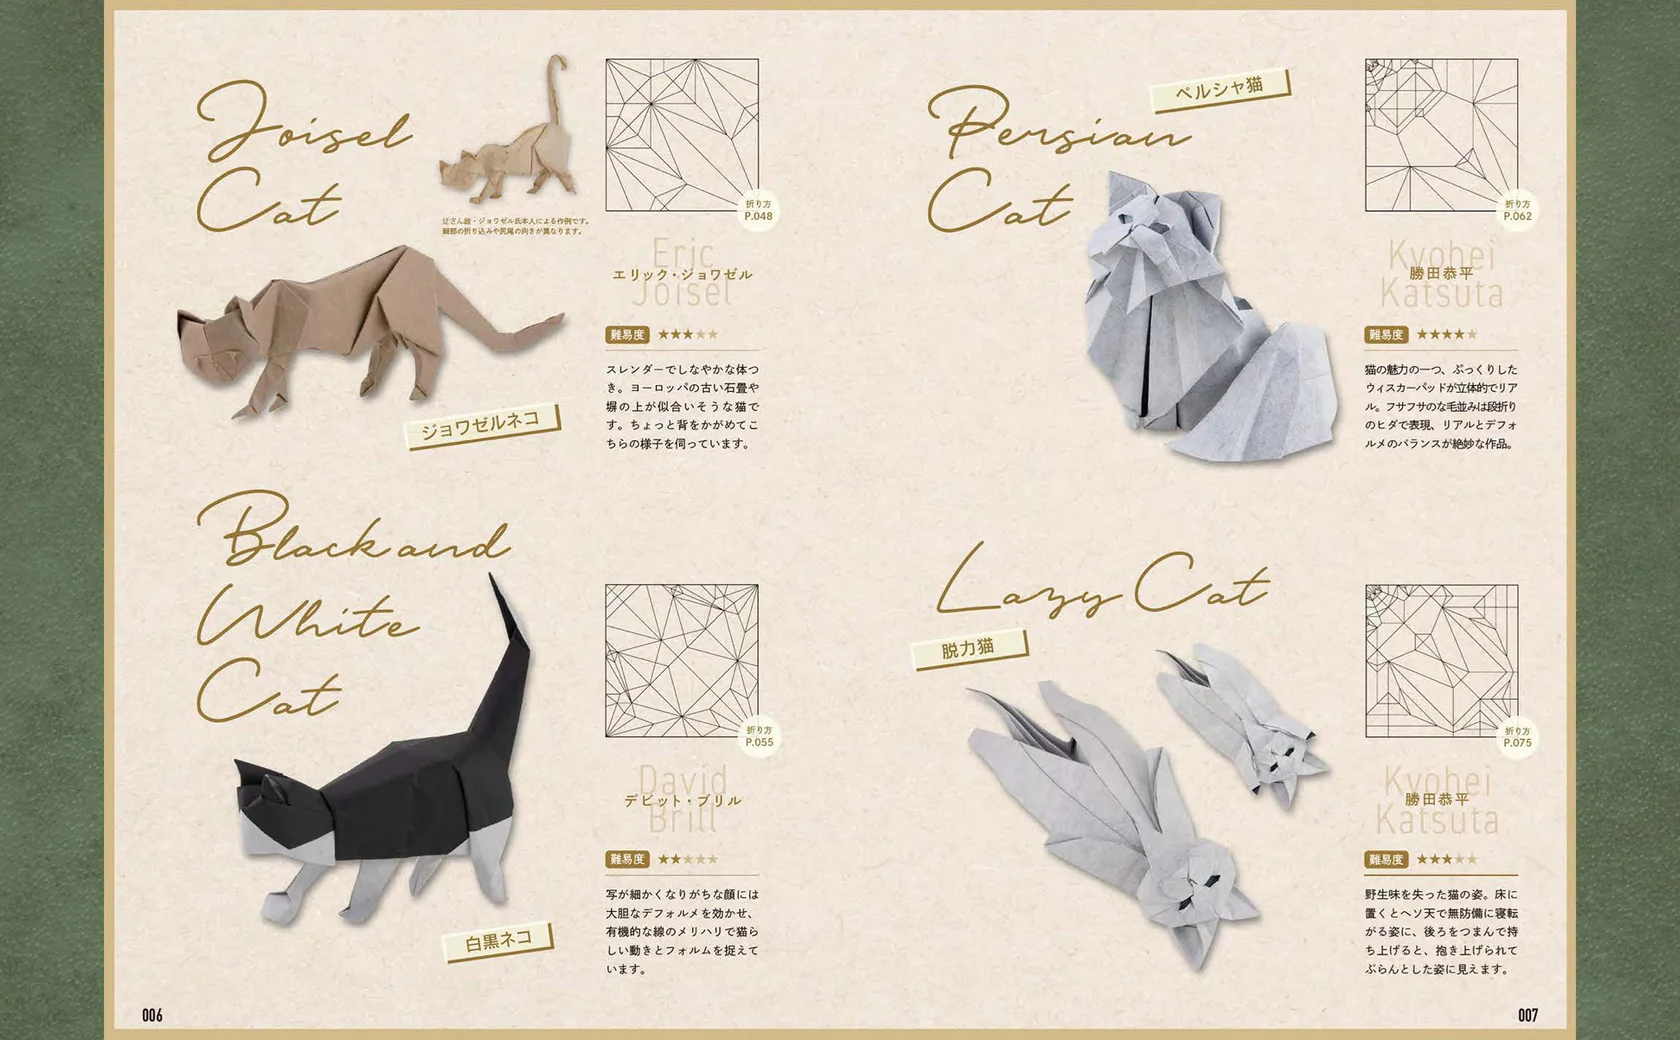 Joisel
Cat
辻さん故・ジョワゼル氏本人による作例です。
細部の折り込みや尻尾の向きが異なります。
折り方
P.048
Eric
エリック・ジョワゼル
Joisel
難易度 ★★★★★
スレンダーでしなやかな体つ
き。ヨーロッパの古い石畳や
塀の上が似合いそうな猫で
す。ちょっと背をかがめてこ
ちらの様子を伺っています。
ジョワゼルネコ
Black and
White
Cat
折り方
P.055
David
デビット・ブリル
Brill
難易度 ★★★★★
写が細かくなりがちな顔には
大胆なデフォルメを効かせ、
有機的な線のメリハリで猫ら
しい動きとフォルムを捉えて
います。
白黒ネコ
006
ペルシャ猫
Persian
Cat
折り方
P.062
Kyohei
勝田恭平
Katsuta
難易度 ★★★★★
猫の魅力の一つ、ぷっくりした
ウィスカーパッドが立体的でリア
ル。フサフサのな毛並みは段折り
のヒダで表現、リアルとデフォ
ルメのバランスが絶妙な作品。
Lazy Cat
脱力猫
折り方
P.075
Kyohei
勝田恭平
Katsuta
難易度 ★★★★★
野生味を失った猫の姿。床に
置くとヘソ天で無防備に寝転
がる姿に、後ろをつまんで持
ち上げると、抱き上げられて
ぶらんとした姿に見えます。
007